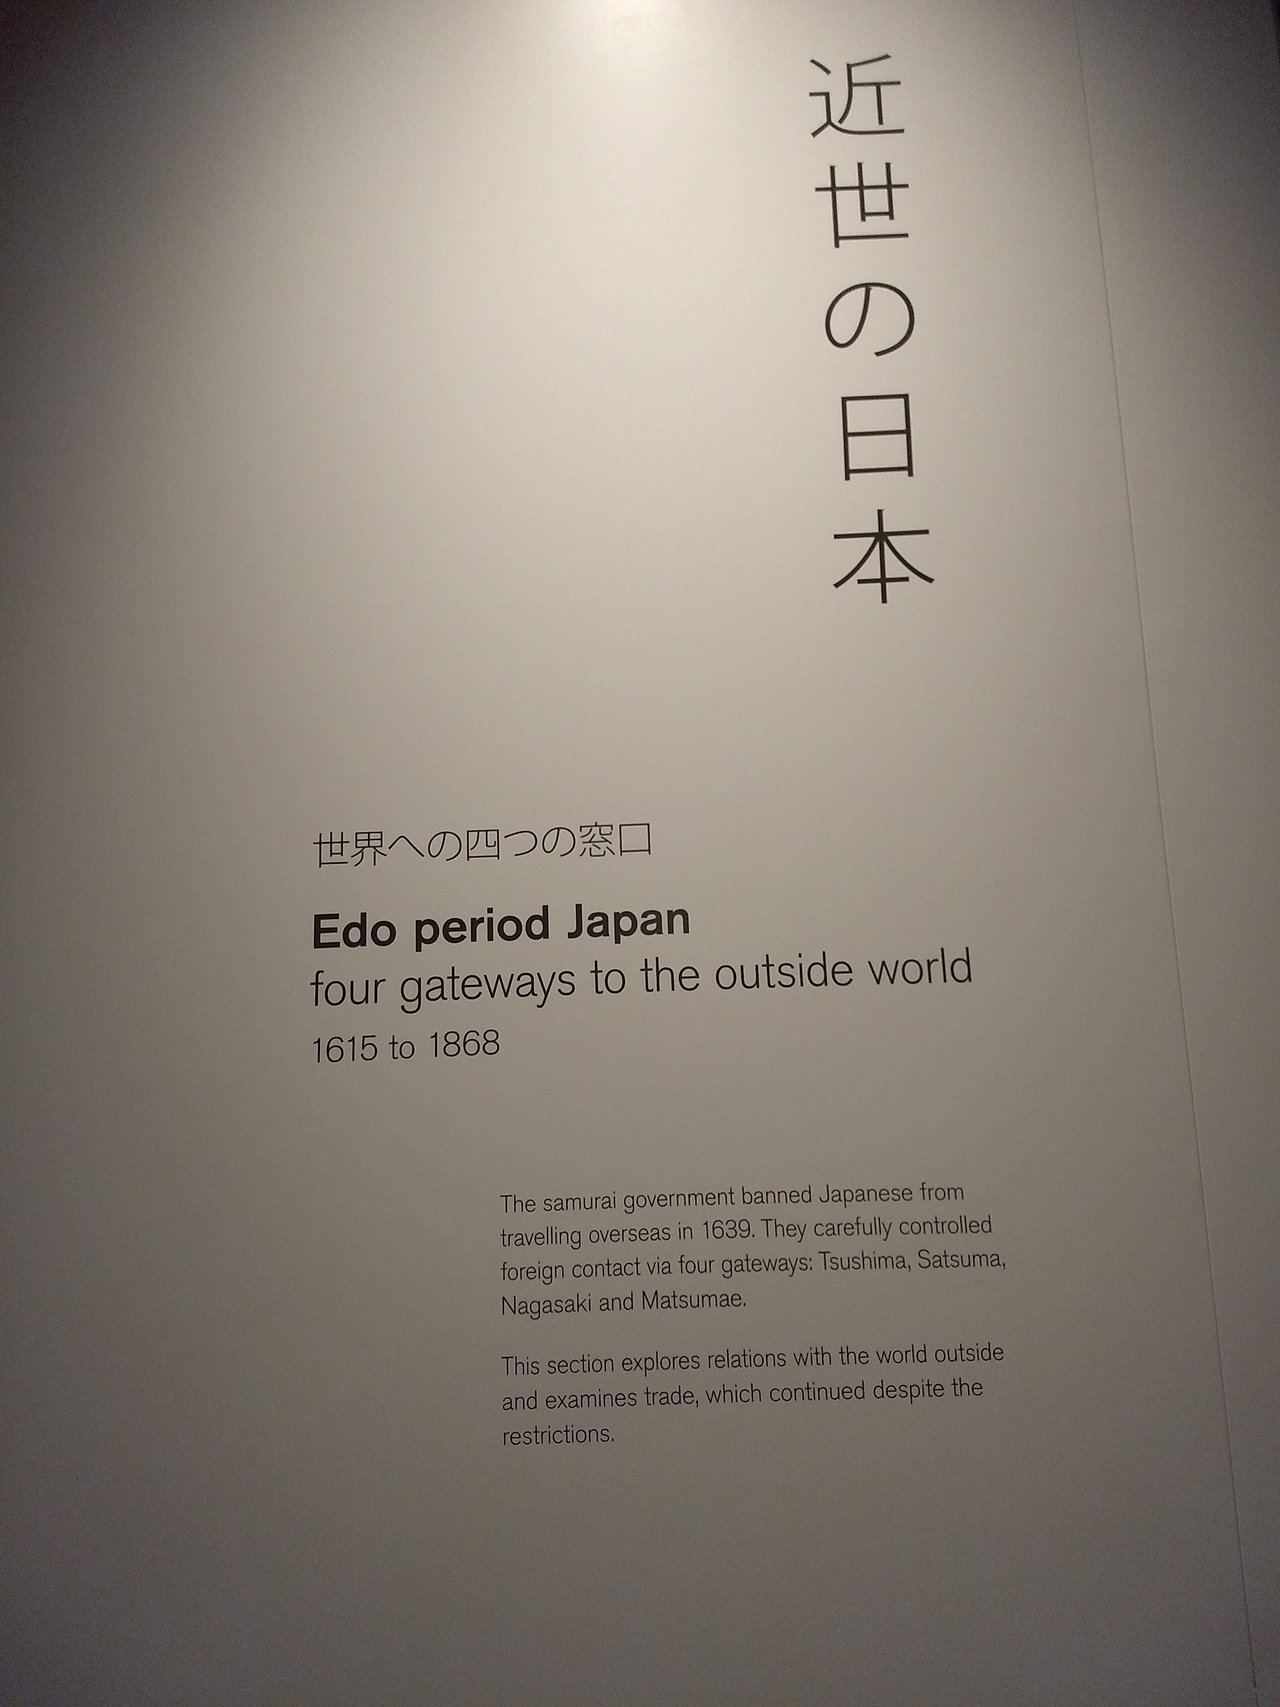 近世の日本
世界への四つの窓口
Edo period Japan
four gateways to the outside world
1615 to 1868
The samurai government banned Japanese from
travelling overseas in 1639. They carefully controlled
foreign contact via four gateways: Tsushima, Satsuma,
Nagasaki and Matsumae.
This section explores relations with the world outside
and examines trade, which continued despite the
restrictions.